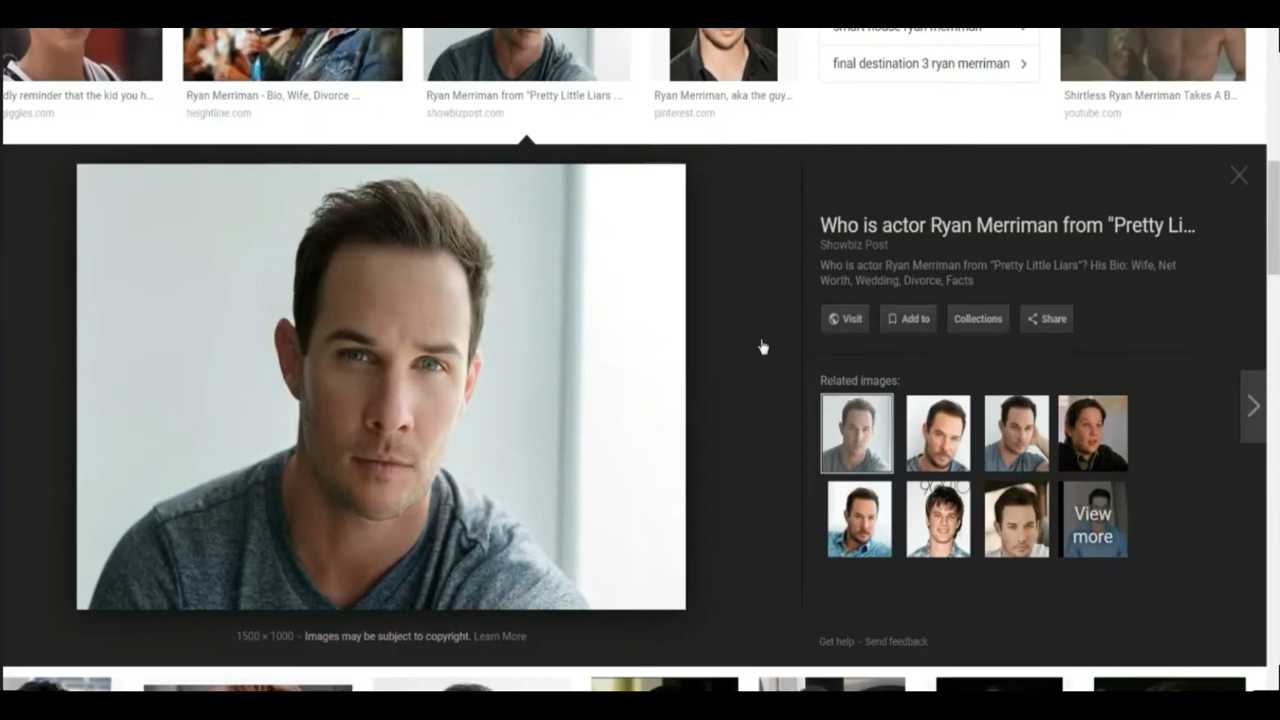 final destination 3 ryan merriman
dly reminder that the kid you h...
Ryan Merriman - Bio, Wife, Divorce ...
Ryan Merriman from "Pretty Little Liars ...
Ryan Merriman, aka the guy...
Shirtless Ryan Merriman Takes A B...
giggles.com
heightline.com
showbizpost.com
pinterest.com
youtube.com
Who is actor Ryan Merriman from "Pretty Li...
Showbiz Post
Who is actor Ryan Merriman from "Pretty Little Liars"? His Bio: Wife, Net
Worth, Wedding, Divorce, Facts
Visit
Add to
Collections
Share
Related images:
View
more
1500 × 1000 - Images may be subject to copyright. Learn More
Get help - Send feedback